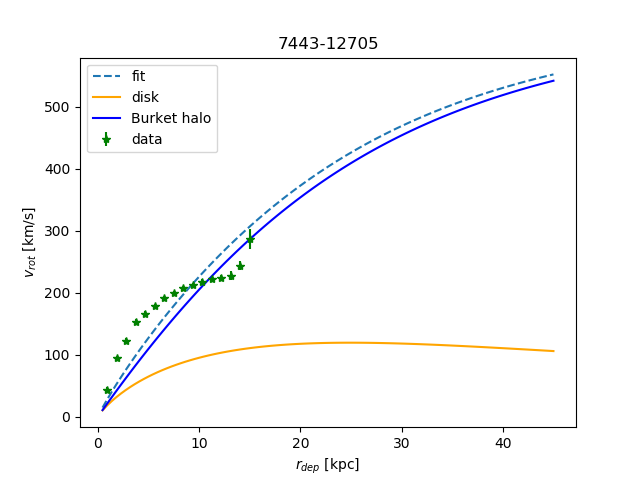 7443-12705
fit
disk
Burket halo
data
500
400
300
200
100
0
v_rot [km/s]
0
10
20
30
40
r_dep [kpc]